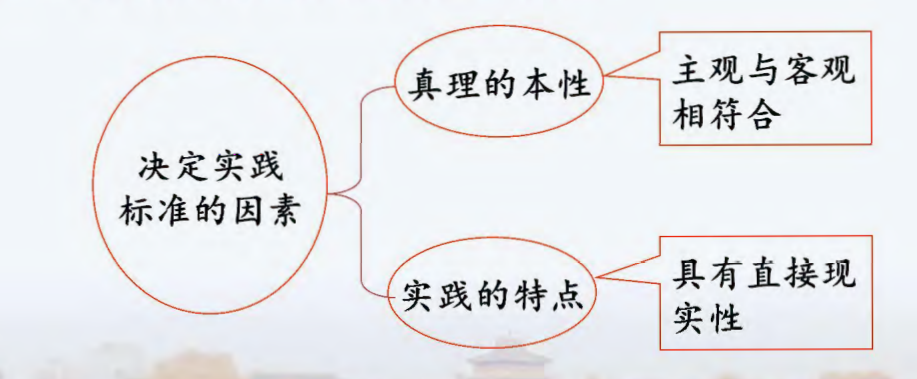 决定实践
标准的因素
真理的本性
主观与客观
相符合
实践的特点
具有直接现
实性